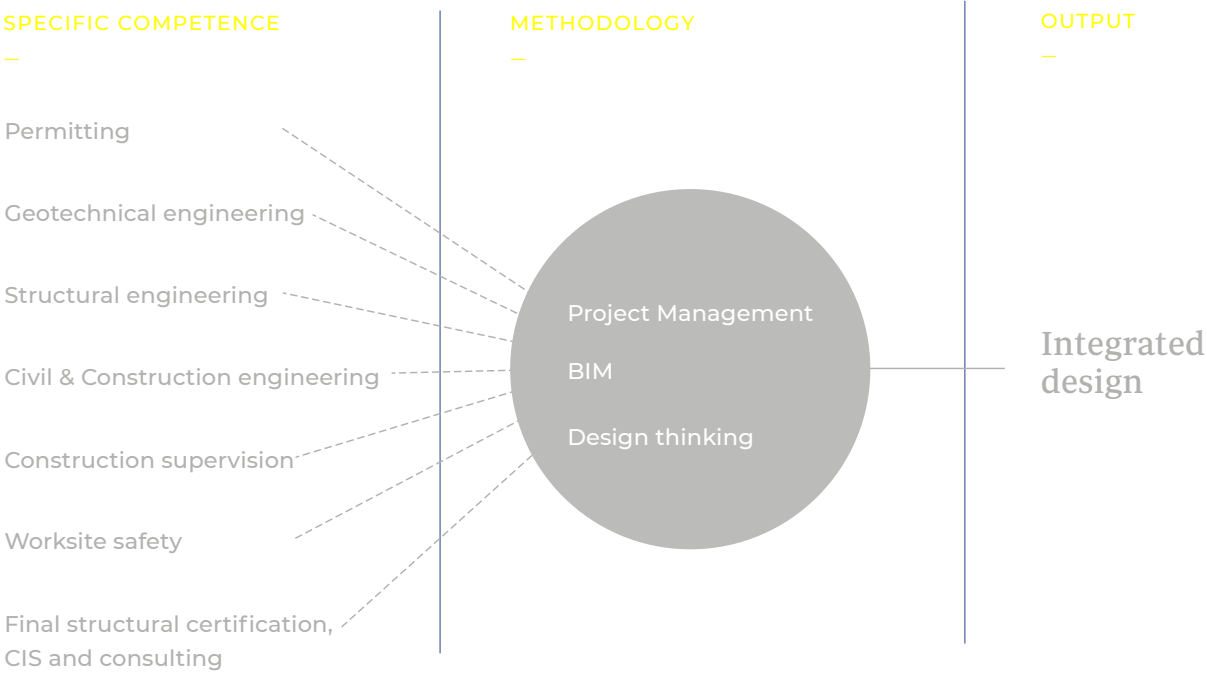 SPECIFIC COMPETENCE
—
Permitting
Geotechnical engineering
Structural engineering
Civil & Construction engineering
Construction supervision
Worksite safety
Final structural certification,
CIS and consulting
METHODOLOGY
—
Project Management
BIM
Design thinking
OUTPUT
—
Integrated
design